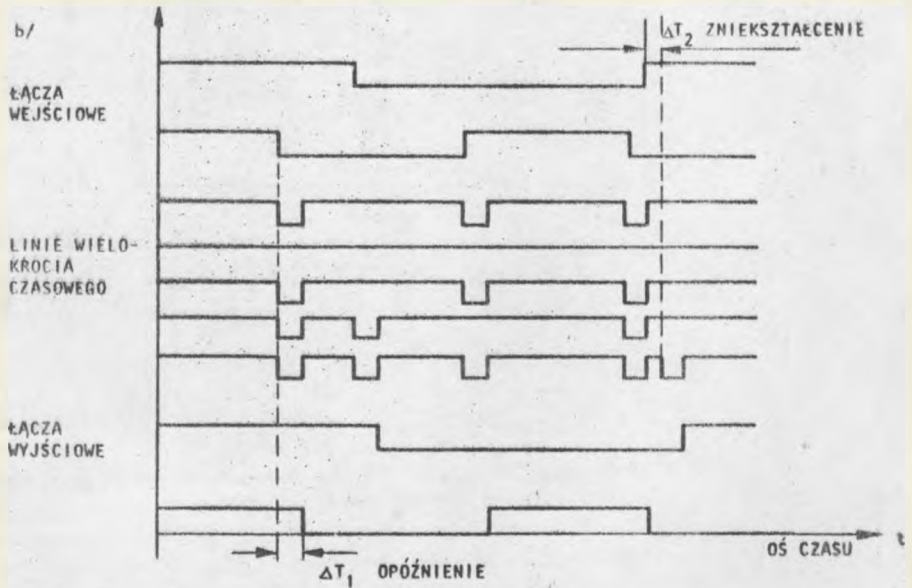 b/
ΔT₂ ZNIEKSZTAŁCENIE
ŁĄCZA
WEJŚCIOWE
LINIE WIELO-
KROCIA
CZASOWEGO
ŁĄCZA
WYJŚCIOWE
t
OŚ CZASU
ΔT₁ OPÓŹNIENIE